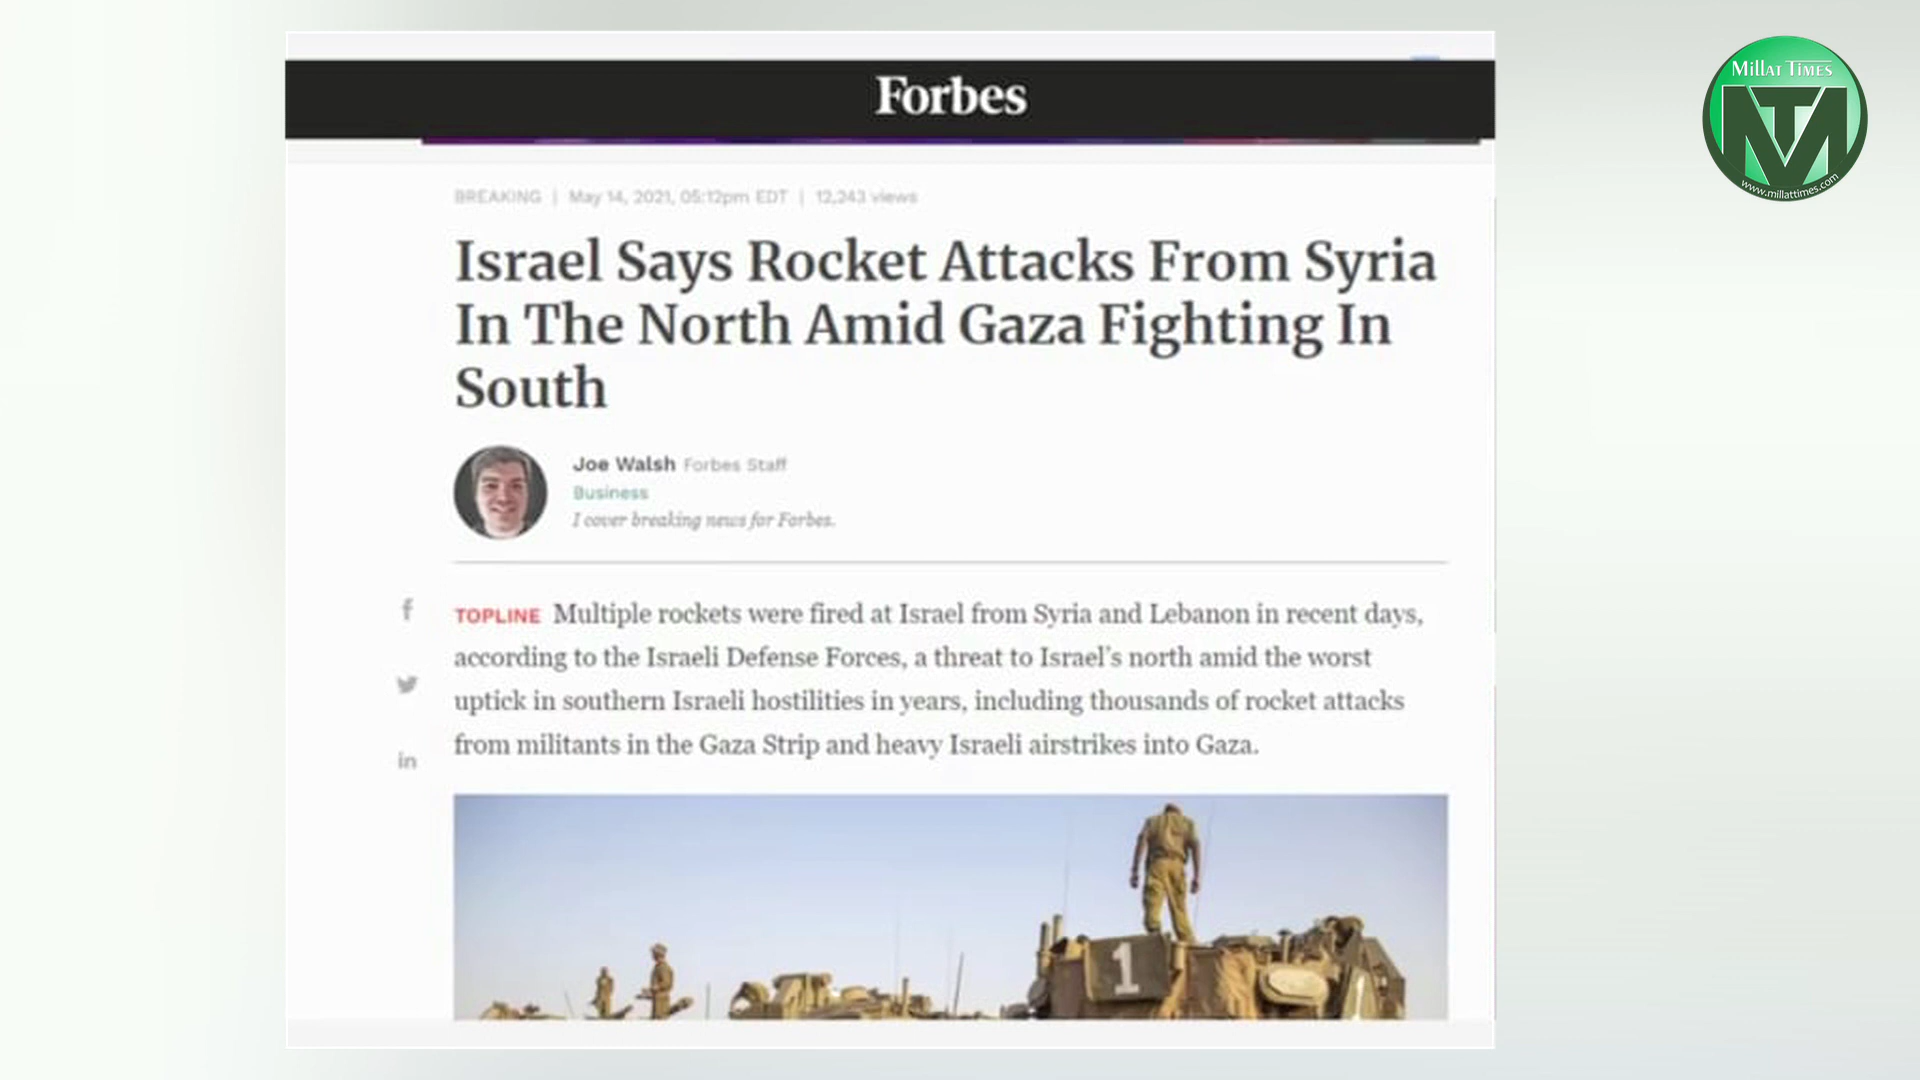 Forbes
MILLAT TIMES
MT
www.millattimes.com
BREAKING | May 14, 2021, 05:12pm EDT | 12,243 views
Israel Says Rocket Attacks From Syria
In The North Amid Gaza Fighting In
South
Joe Walsh Forbes Staff
Business
I cover breaking news for Forbes.
f
TOPLINE Multiple rockets were fired at Israel from Syria and Lebanon in recent days,
according to the Israeli Defense Forces, a threat to Israel's north amid the worst
uptick in southern Israeli hostilities in years, including thousands of rocket attacks
in
from militants in the Gaza Strip and heavy Israeli airstrikes into Gaza.
1